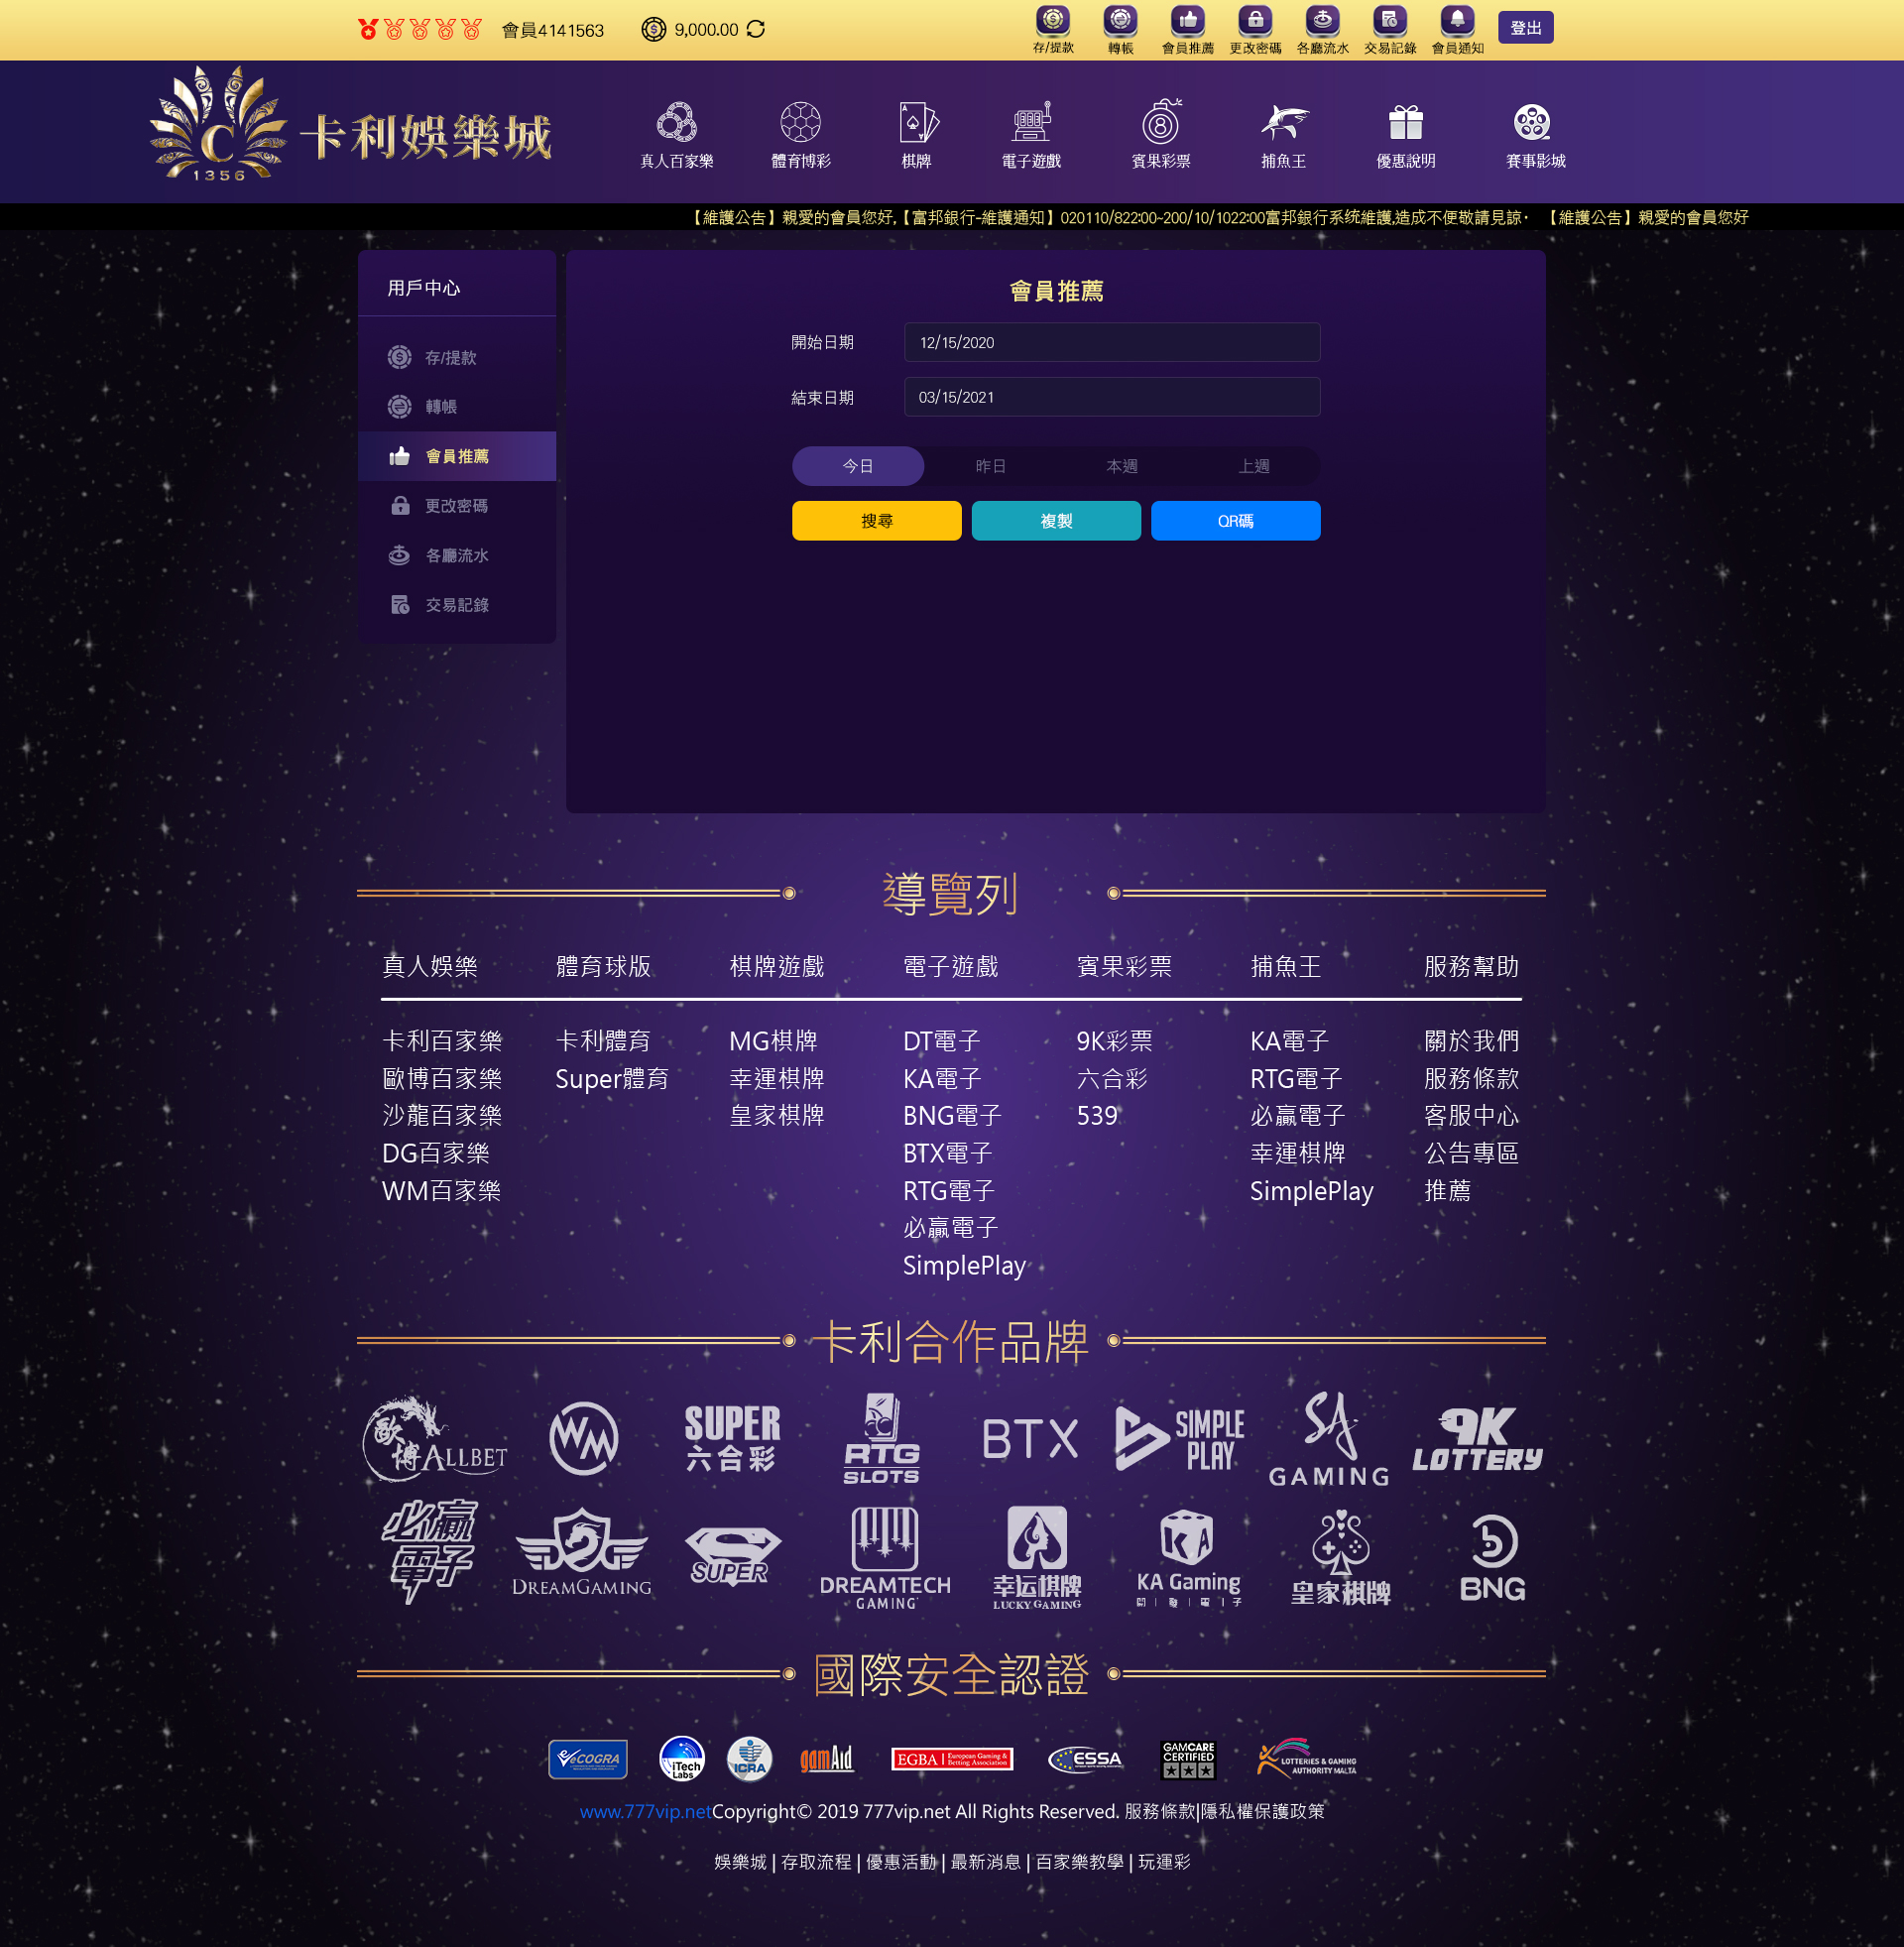 會員4141563 9,000.00 存/提款 轉帳 會員推薦 更改密碼 各廳流水 交易記錄 會員通知 登出
C
1356
卡利娛樂城
真人百家樂 體育博彩 棋牌 電子遊戲 賓果彩票 捕魚王 優惠說明 賽事影城
【維護公告】親愛的會員您好,【富邦銀行-維護通知】020110/822:00~200/10/1022:00富邦銀行系統維護,造成不便敬請見諒· 【維護公告】親愛的會員您好
用戶中心
存/提款
轉帳
會員推薦
更改密碼
各廳流水
交易記錄
會員推薦
開始日期 12/15/2020
結束日期 03/15/2021
今日 昨日 本週 上週
搜尋 複製 QR碼
導覽列
真人娛樂 體育球版 棋牌遊戲 電子遊戲 賓果彩票 捕魚王 服務幫助
卡利百家樂 卡利體育 MG棋牌 DT電子 9K彩票 KA電子 關於我們
歐博百家樂 Super體育 幸運棋牌 KA電子 六合彩 RTG電子 服務條款
沙龍百家樂 皇家棋牌 BNG電子 539 必贏電子 客服中心
DG百家樂 BTX電子 幸運棋牌 公告專區
WM百家樂 RTG電子 SimplePlay 推薦
必贏電子
SimplePlay
卡利合作品牌
歐博 ALLBET
WM
SUPER
六合彩
RTG
SLOTS
BTX
SIMPLE
PLAY
SA
GAMING
9K
LOTTERY
必贏
電子
DG
DREAMGAMING
SUPER
DREAMTECH
GAMING
幸运棋牌
LUCKY GAMING
KA
KA Gaming
皇家棋牌
BNG
國際安全認證
eCOGRA
iTech
Labs
ICRA
gamAid
EGBA European Gaming &
Betting Association
ESSA
GAMCARE
CERTIFIED
LOTTERIES & GAMING
AUTHORITY MALTA
www.777vip.netCopyright© 2019 777vip.net All Rights Reserved. 服務條款|隱私權保護政策
娛樂城 | 存取流程 | 優惠活動 | 最新消息 | 百家樂教學 | 玩運彩